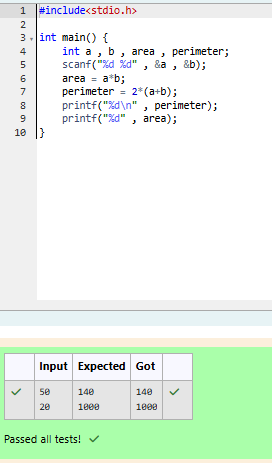 1 #include<stdio.h>
2
3 int main() {
4 int a , b , area , perimeter;
5 scanf("%d %d" , &a , &b);
6 area = a*b;
7 perimeter = 2*(a+b);
8 printf("%d\n" , perimeter);
9 printf("%d" , area);
10 }
Input Expected Got
✓ 50 140 140 ✓
20 1000 1000
Passed all tests! ✓